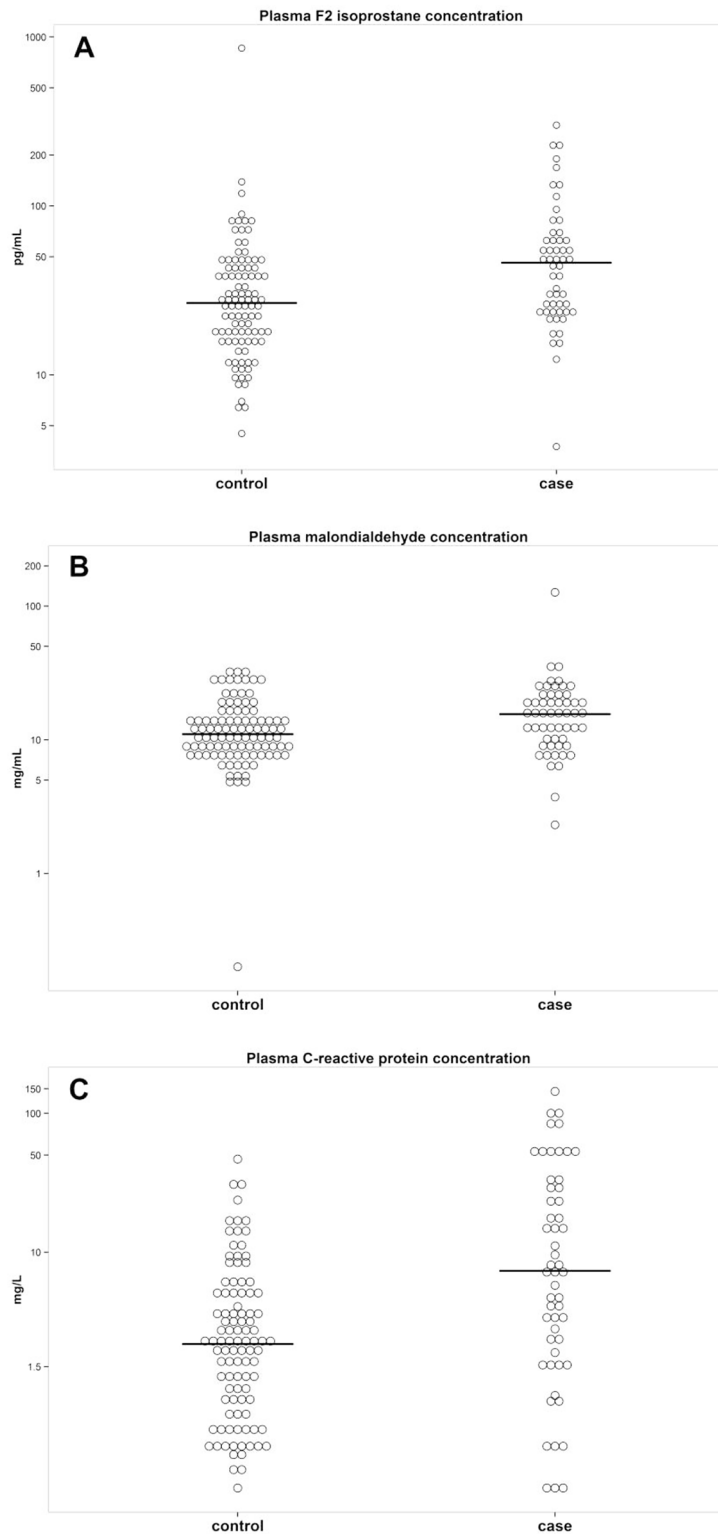 Plasma F2 isoprostane concentration
A
1000
500
200
100
50
10
5
pg/mL
control case
Plasma malondialdehyde concentration
B
200
100
50
10
5
1
mg/mL
control case
Plasma C-reactive protein concentration
C
150
100
50
10
1.5
mg/L
control case